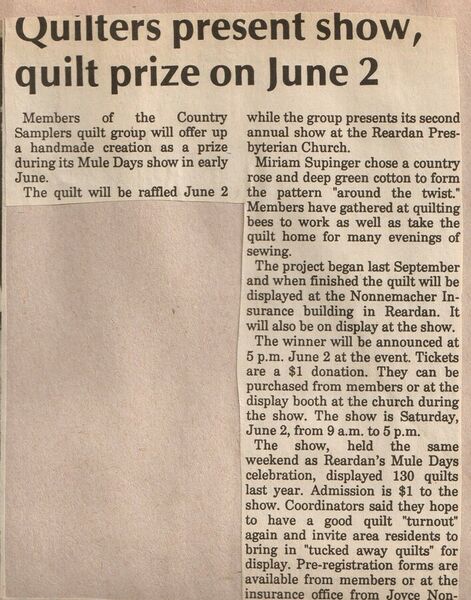 Quilters present show,
quilt prize on June 2
Members of the Country
Samplers quilt group will offer up
a handmade creation as a prize
during its Mule Days show in early
June.
The quilt will be raffled June 2
while the group presents its second
annual show at the Reardan Pres-
byterian Church.
Miriam Supinger chose a country
rose and deep green cotton to form
the pattern "around the twist."
Members have gathered at quilting
bees to work as well as take the
quilt home for many evenings of
sewing.
The project began last September
and when finished the quilt will be
displayed at the Nonnemacher In-
surance building in Reardan. It
will also be on display at the show.
The winner will be announced at
5 p.m. June 2 at the event. Tickets
are a $1 donation. They can be
purchased from members or at the
display booth at the church during
the show. The show is Saturday,
June 2, from 9 a.m. to 5 p.m.
The show, held the same
weekend as Reardan's Mule Days
celebration, displayed 130 quilts
last year. Admission is $1 to the
show. Coordinators said they hope
to have a good quilt "turnout"
again and invite area residents to
bring in "tucked away quilts" for
display. Pre-registration forms are
available from members or at the
insurance office from Joyce Non-